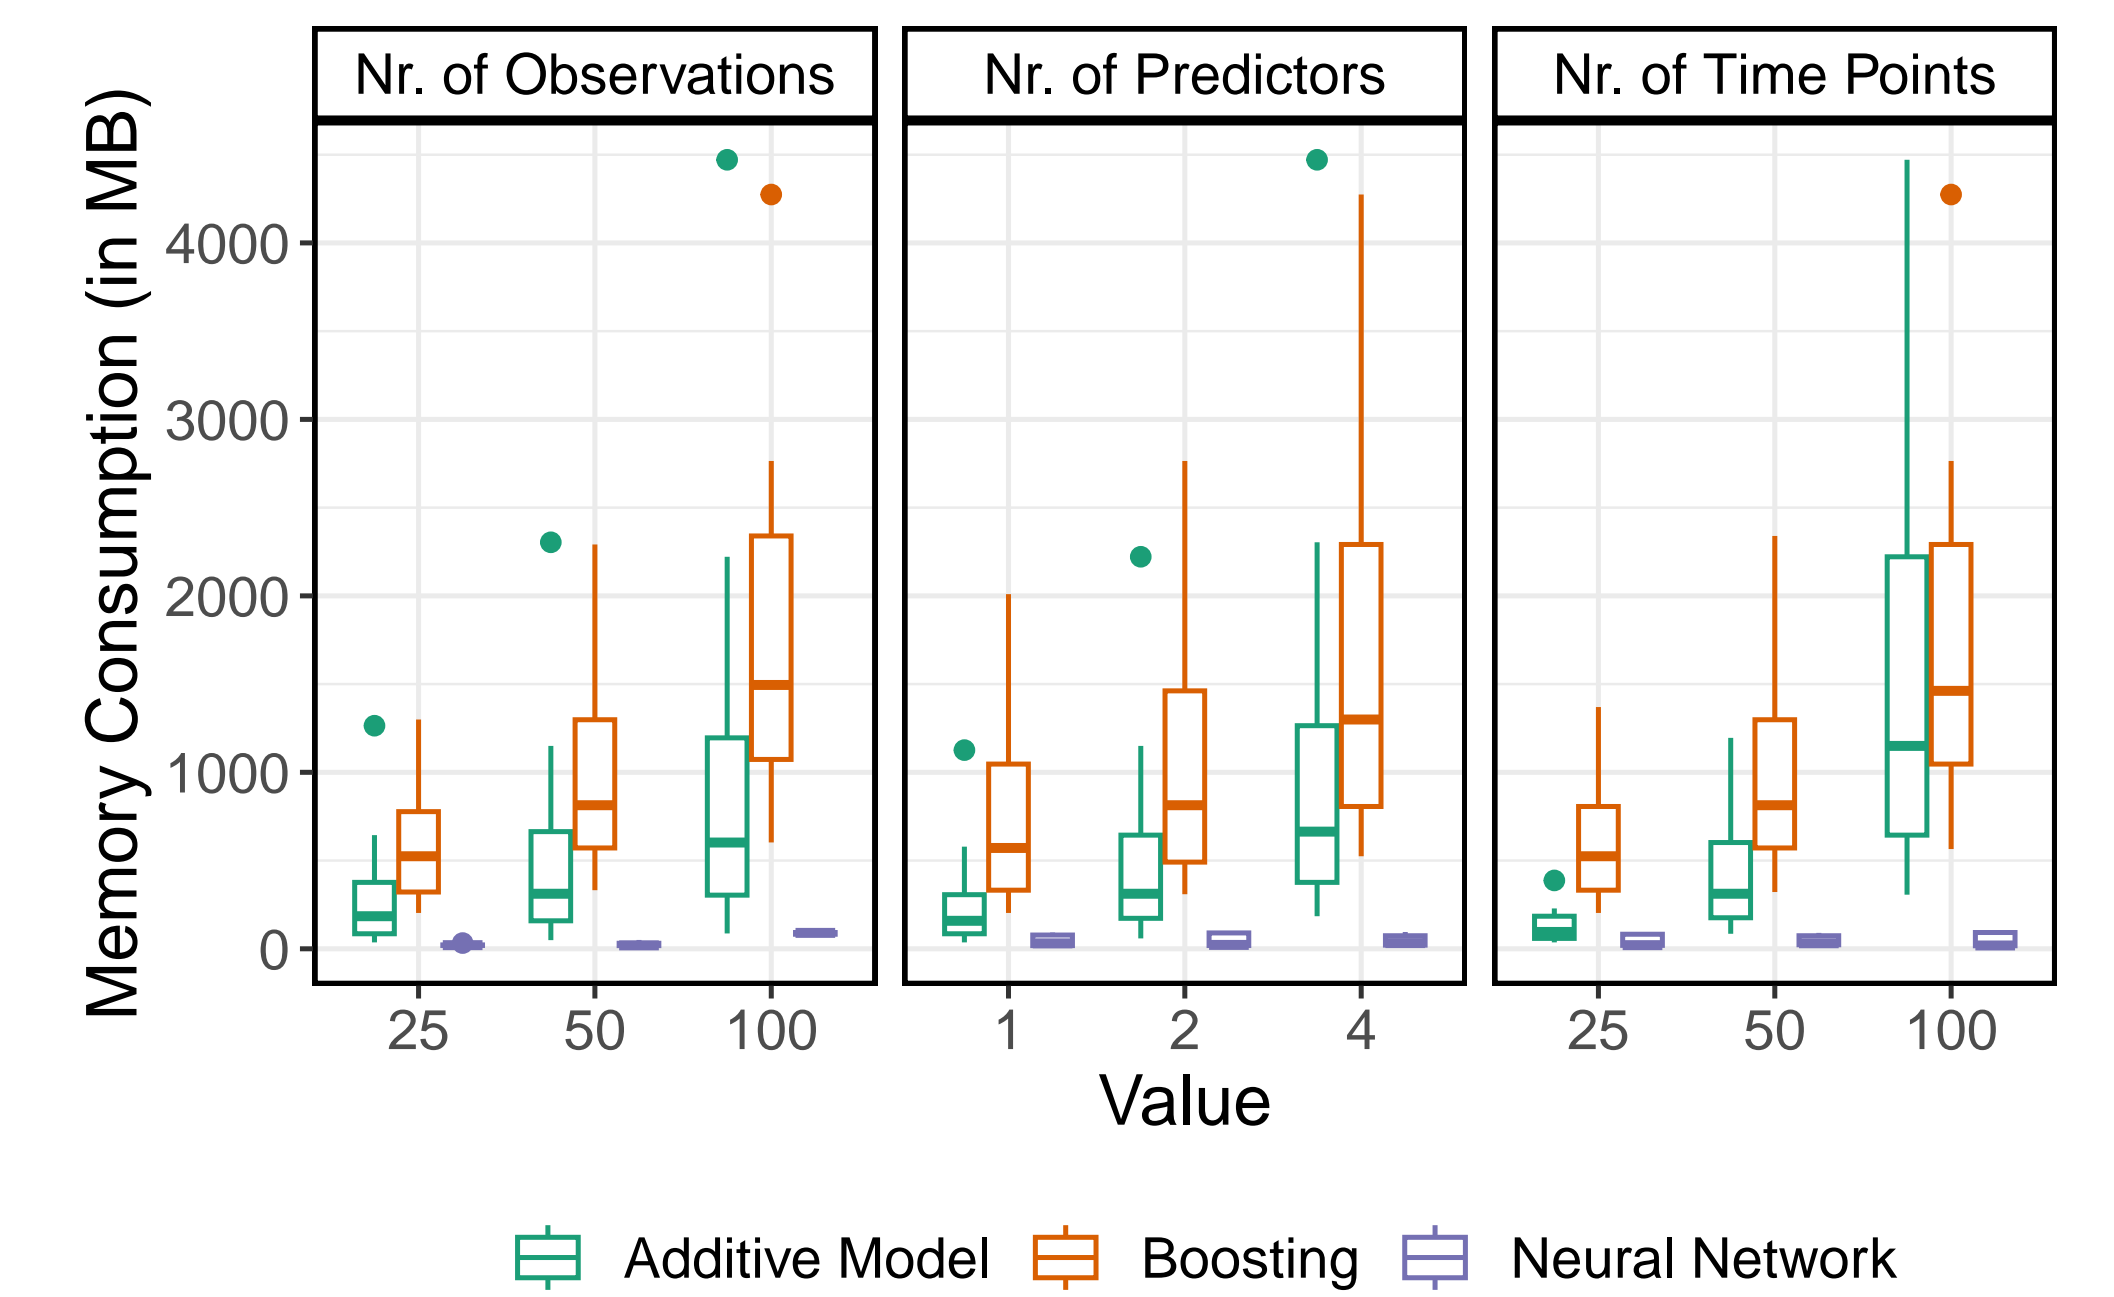 Nr. of Observations
Nr. of Predictors
Nr. of Time Points
Memory Consumption (in MB)
4000
3000
2000
1000
0
25 50 100
1 2 4
25 50 100
Value
Additive Model Boosting Neural Network